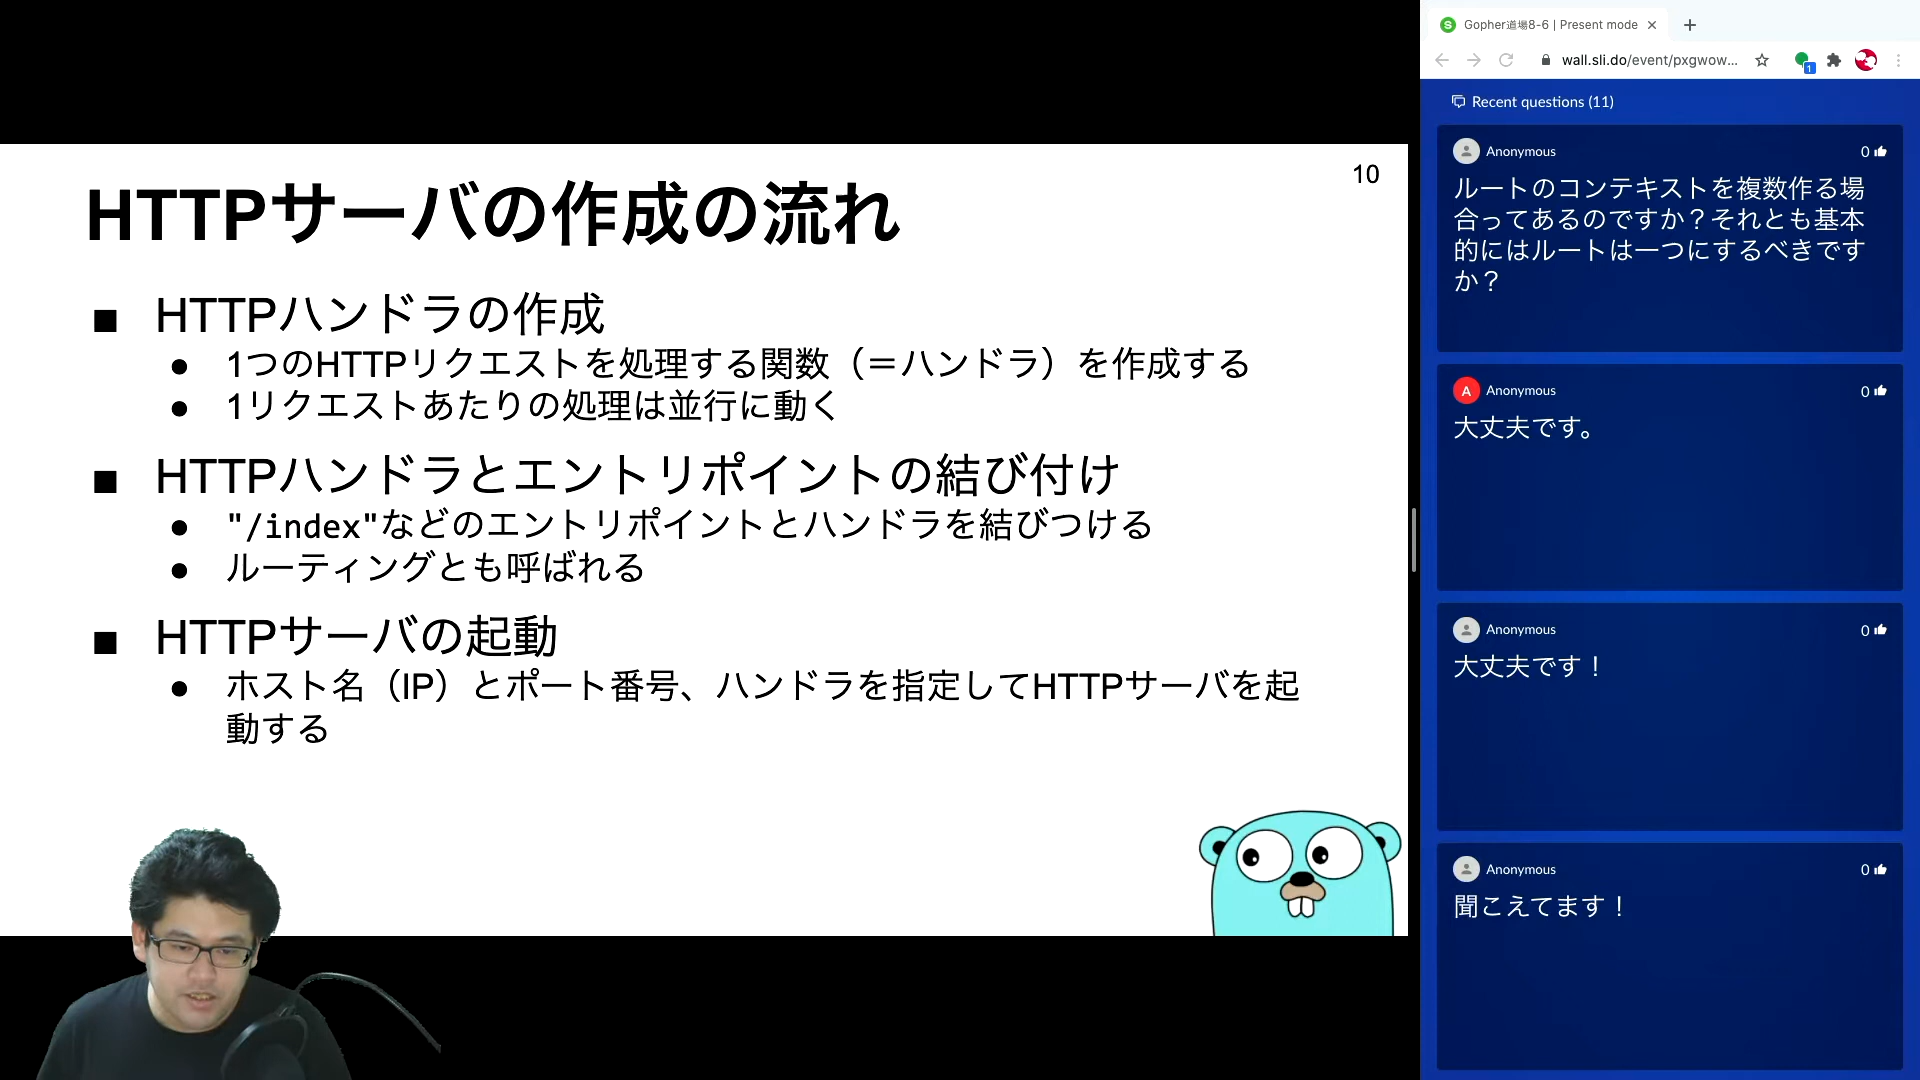 10
HTTPサーバの作成の流れ
■ HTTPハンドラの作成
● 1つのHTTPリクエストを処理する関数（＝ハンドラ）を作成する
● 1リクエストあたりの処理は並行に動く
■ HTTPハンドラとエントリポイントの結び付け
● "/index"などのエントリポイントとハンドラを結びつける
● ルーティングとも呼ばれる
■ HTTPサーバの起動
● ホスト名（IP）とポート番号、ハンドラを指定してHTTPサーバを起
動する
S Gopher道場8-6 | Present mode
wall.sli.do/event/pxgwow...
1
Recent questions (11)
Anonymous 0
ルートのコンテキストを複数作る場
合ってあるのですか？それとも基本
的にはルートは一つにするべきです
か？
A Anonymous 0
大丈夫です。
Anonymous 0
大丈夫です！
Anonymous 0
聞こえてます！